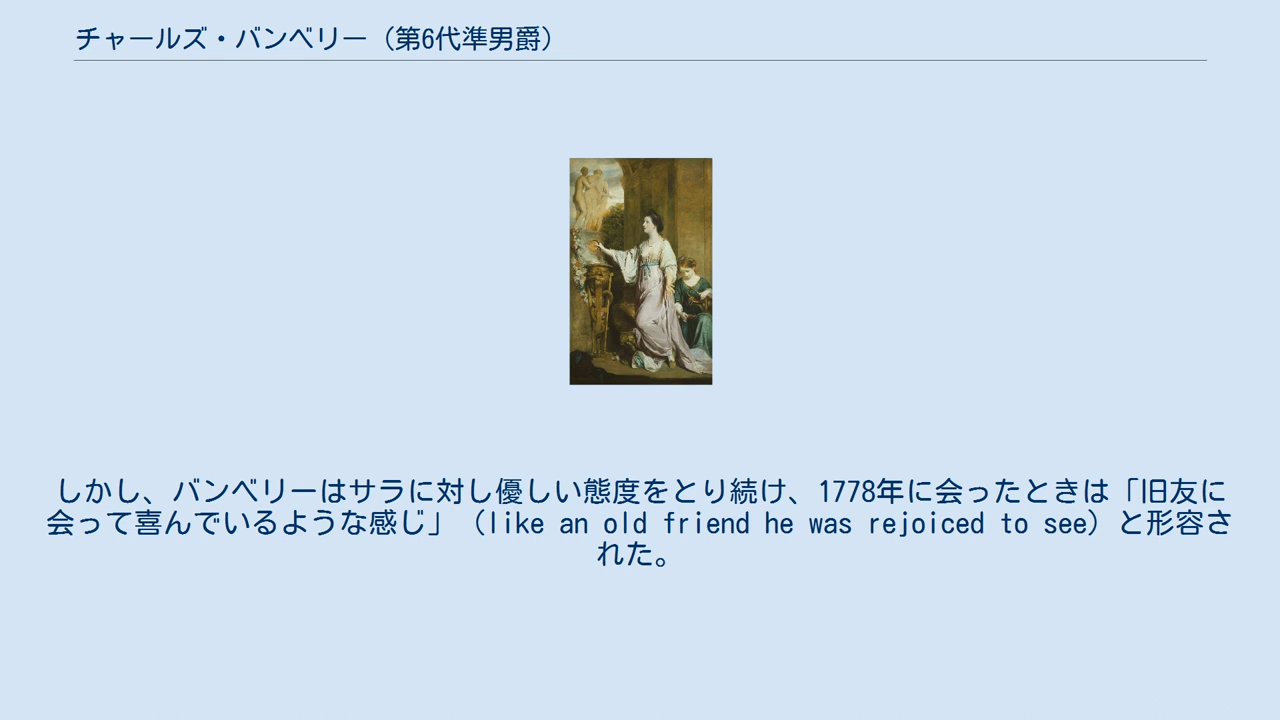 チャールズ・バンベリー（第6代準男爵）
しかし、バンベリーはサラに対し優しい態度をとり続け、1778年に会ったときは「旧友に
会って喜んでいるような感じ」（like an old friend he was rejoiced to see）と形容さ
れた。